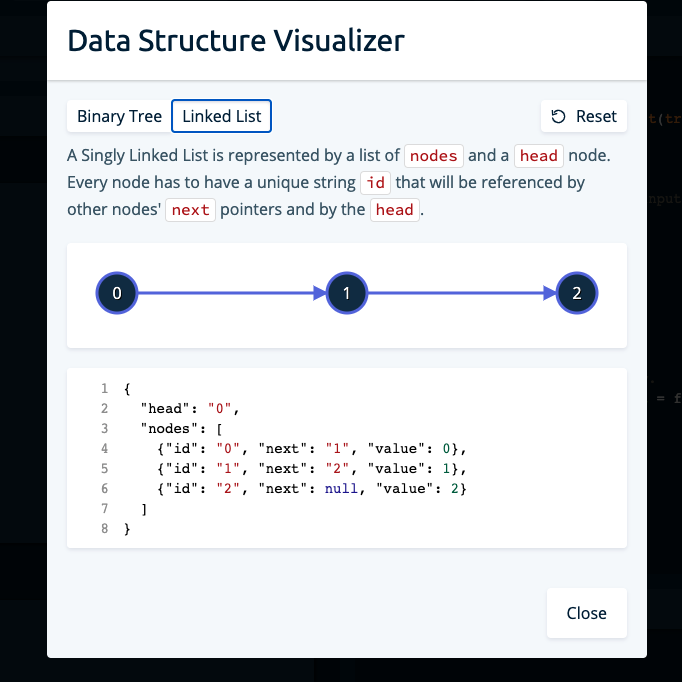 Data Structure Visualizer
Binary Tree Linked List Reset
A Singly Linked List is represented by a list of nodes and a head node.
Every node has to have a unique string id that will be referenced by
other nodes' next pointers and by the head.
0 1 2
1 {
2 "head": "0",
3 "nodes": [
4 {"id": "0", "next": "1", "value": 0},
5 {"id": "1", "next": "2", "value": 1},
6 {"id": "2", "next": null, "value": 2}
7 ]
8 }
Close